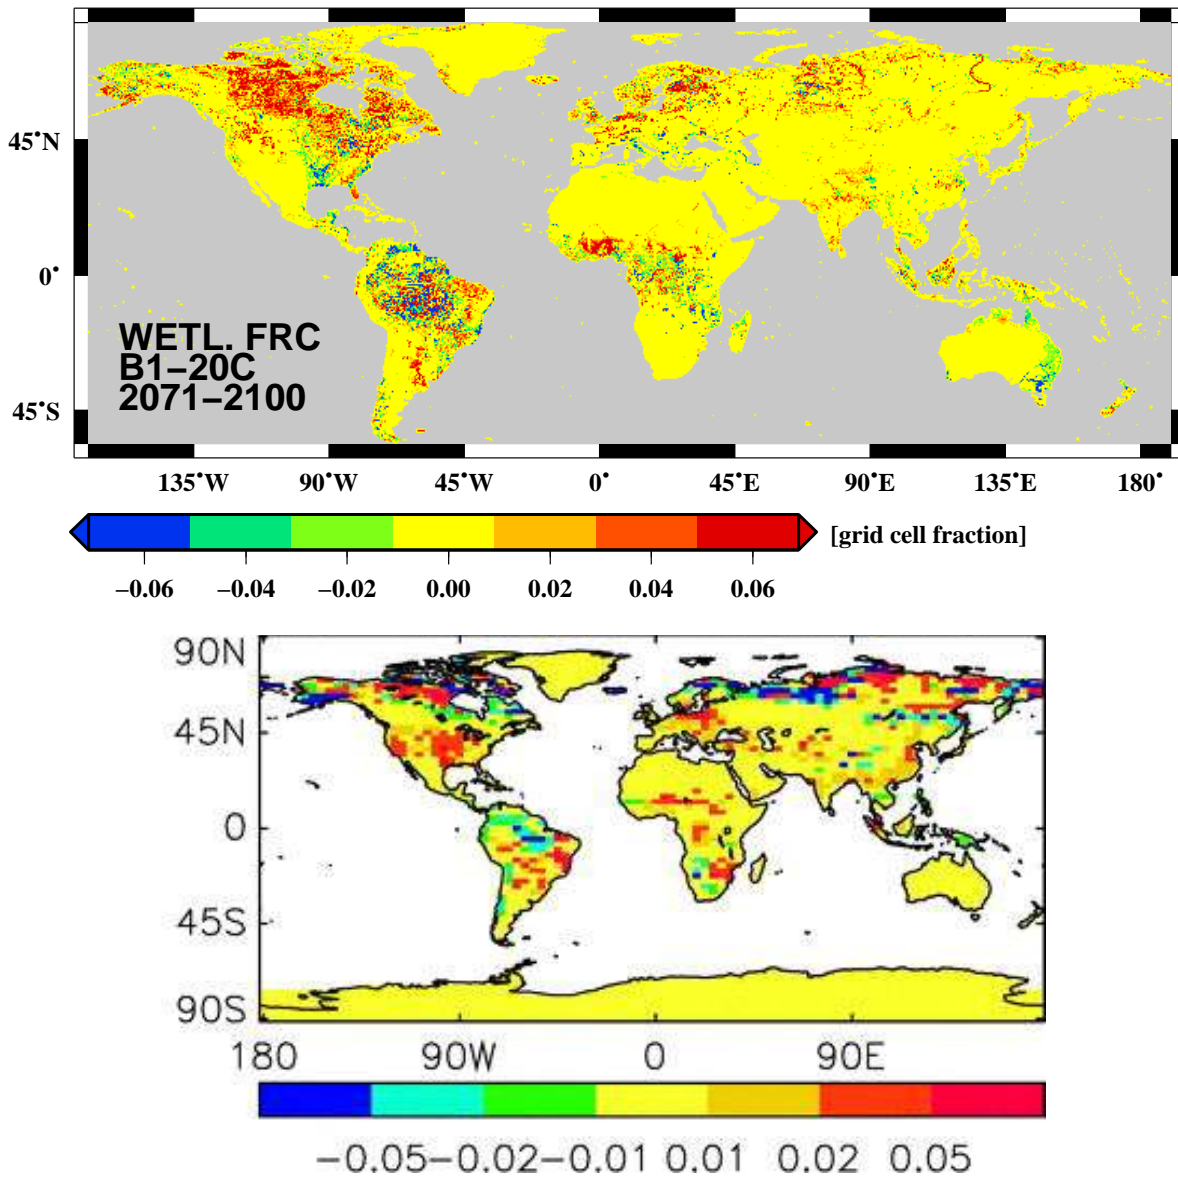 45°N
0°
45°S
WETL. FRC
B1−20C
2071−2100
135°W 90°W 45°W 0° 45°E 90°E 135°E 180°
[grid cell fraction]
−0.06 −0.04 −0.02 0.00 0.02 0.04 0.06
90N
45N
0
45S
90S
180 90W 0 90E
−0.05−0.02−0.01 0.01 0.02 0.05